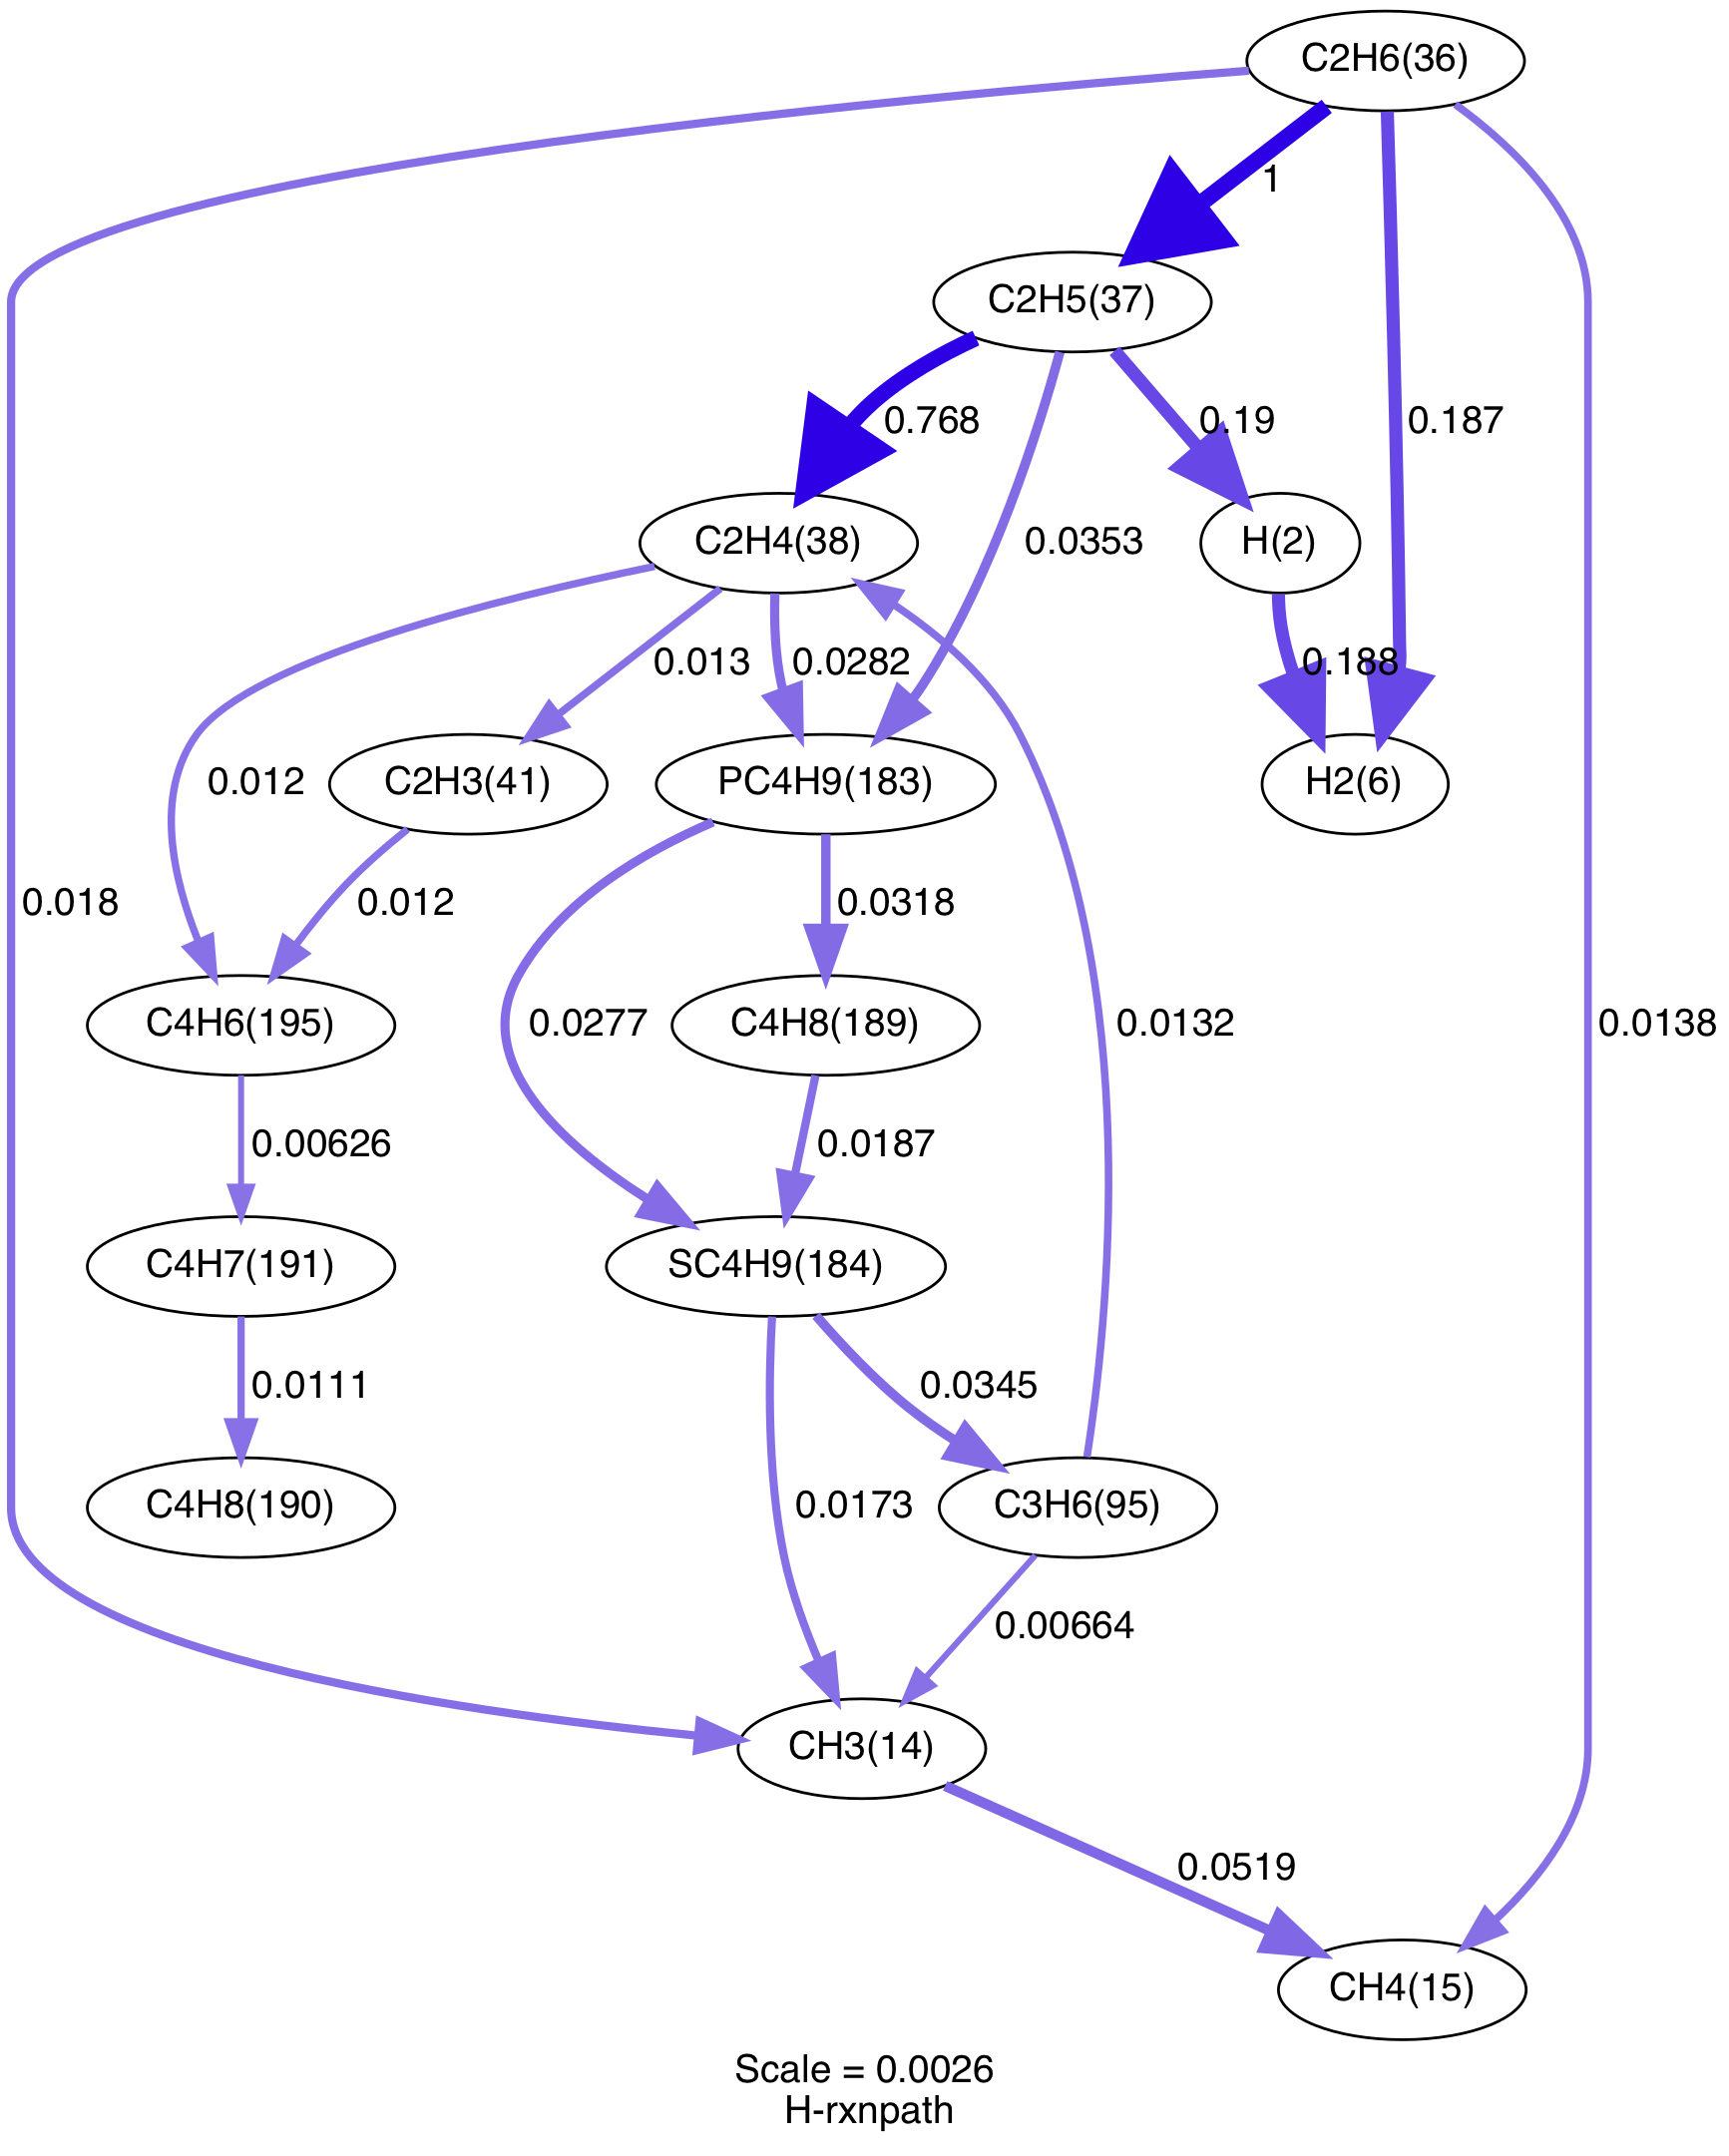 C2H6(36)
1
C2H5(37)
0.768
0.19
0.187
C2H4(38)
0.0353
H(2)
0.013
0.0282
0.188
0.012
C2H3(41)
PC4H9(183)
H2(6)
0.018
0.012
0.0318
C4H6(195)
0.0277
C4H8(189)
0.0132
0.0138
0.00626
0.0187
C4H7(191)
SC4H9(184)
0.0111
0.0345
C4H8(190)
0.0173
C3H6(95)
0.00664
CH3(14)
0.0519
CH4(15)
Scale = 0.0026
H-rxnpath